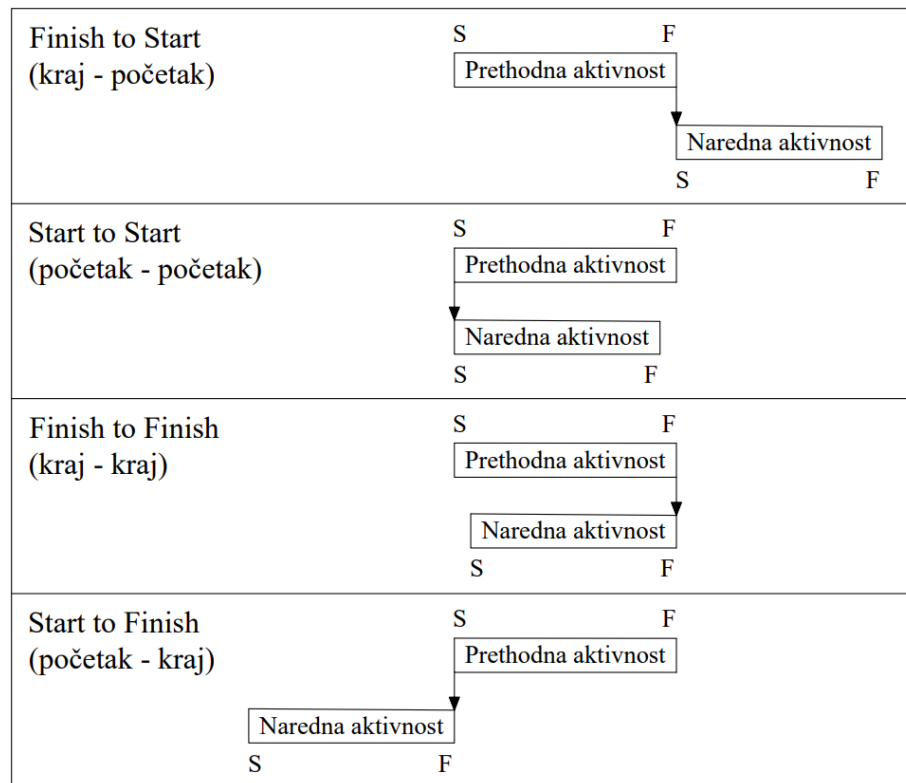 Finish to Start
(kraj - početak)
S F
Prethodna aktivnost
Naredna aktivnost
S F
Start to Start
(početak - početak)
S F
Prethodna aktivnost
Naredna aktivnost
S F
Finish to Finish
(kraj - kraj)
S F
Prethodna aktivnost
Naredna aktivnost
S F
Start to Finish
(početak - kraj)
S F
Prethodna aktivnost
Naredna aktivnost
S F